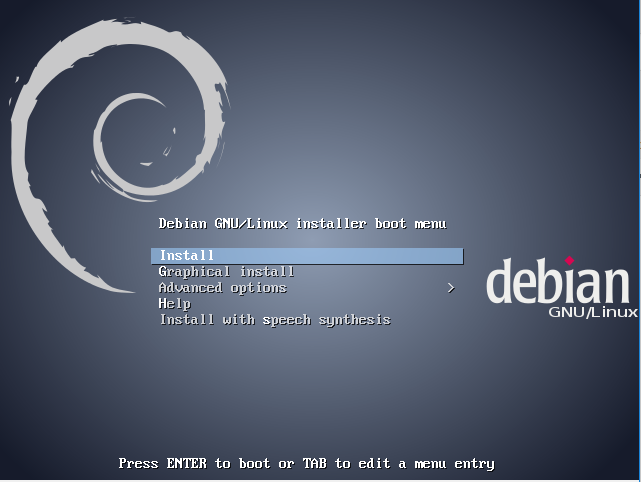 Debian GNU/Linux installer boot menu
Install
Graphical install
Advanced options >
Help
Install with speech synthesis
debian
GNU/Linux
Press ENTER to boot or TAB to edit a menu entry